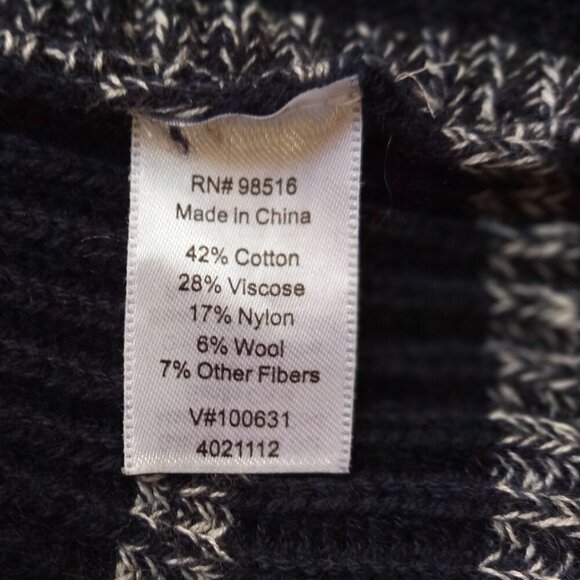 RN# 98516
Made in China
42% Cotton
28% Viscose
17% Nylon
6% Wool
7% Other Fibers
V#100631
4021112